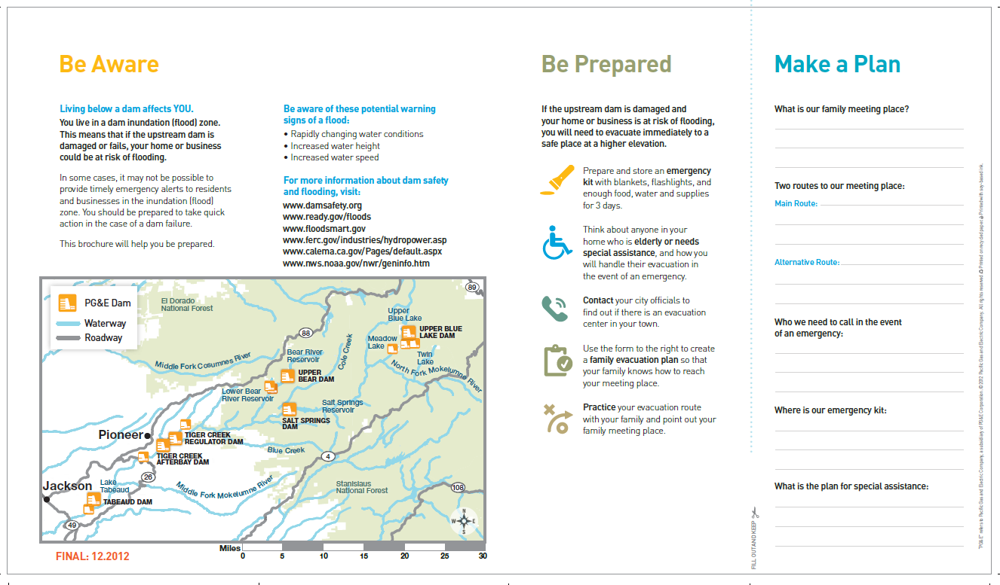 Be Aware
Living below a dam affects YOU.
You live in a dam inundation (flood) zone.
This means that if the upstream dam is
damaged or fails, your home or business
could be at risk of flooding.
In some cases, it may not be possible to
provide timely emergency alerts to residents
and businesses in the inundation (flood)
zone. You should be prepared to take quick
action in the case of a dam failure.
This brochure will help you be prepared.
Be aware of these potential warning
signs of a flood:
• Rapidly changing water conditions
• Increased water height
• Increased water speed
For more information about dam safety
and flooding, visit:
www.damsafety.org
www.ready.gov/floods
www.floodsmart.gov
www.ferc.gov/industries/hydropower.asp
www.calema.ca.gov/Pages/default.aspx
www.nws.noaa.gov/nwr/geninfo.htm
PG&E Dam
Waterway
Roadway
El Dorado
National Forest
89
88
Upper
Blue Lake
UPPER BLUE
LAKE DAM
Meadow
Lake
Twin
Lake
Cole Creek
North Fork Mokelumne River
Middle Fork Cosumnes River
Bear River
Reservoir
UPPER
BEAR DAM
Lower Bear
River Reservoir
Salt Springs
Reservoir
SALT SPRINGS
DAM
Pioneer
TIGER CREEK
REGULATOR DAM
TIGER CREEK
AFTERBAY DAM
Blue Creek
4
26
Jackson
Lake
Tabeaud
TABEAUD DAM
Middle Fork Mokelumne River
Stanislaus
National Forest
108
49
N
W E
S
Miles
0 5 10 15 20 25 30
FINAL: 12.2012
Be Prepared
If the upstream dam is damaged and
your home or business is at risk of flooding,
you will need to evacuate immediately to a
safe place at a higher elevation.
Prepare and store an emergency
kit with blankets, flashlights, and
enough food, water and supplies
for 3 days.
Think about anyone in your
home who is elderly or needs
special assistance, and how you
will handle their evacuation in
the event of an emergency.
Contact your city officials to
find out if there is an evacuation
center in your town.
Use the form to the right to create
a family evacuation plan so that
your family knows how to reach
your meeting place.
Practice your evacuation route
with your family and point out your
family meeting place.
FILL OUT AND KEEP
Make a Plan
What is our family meeting place?
Two routes to our meeting place:
Main Route:
Alternative Route:
Who we need to call in the event
of an emergency:
Where is our emergency kit:
What is the plan for special assistance:
"PG&E" refers to Pacific Gas and Electric Company, a subsidiary of PG&E Corporation. ©2012 Pacific Gas and Electric Company. All rights reserved. Printed on recycled paper. Printed with soy-based ink.